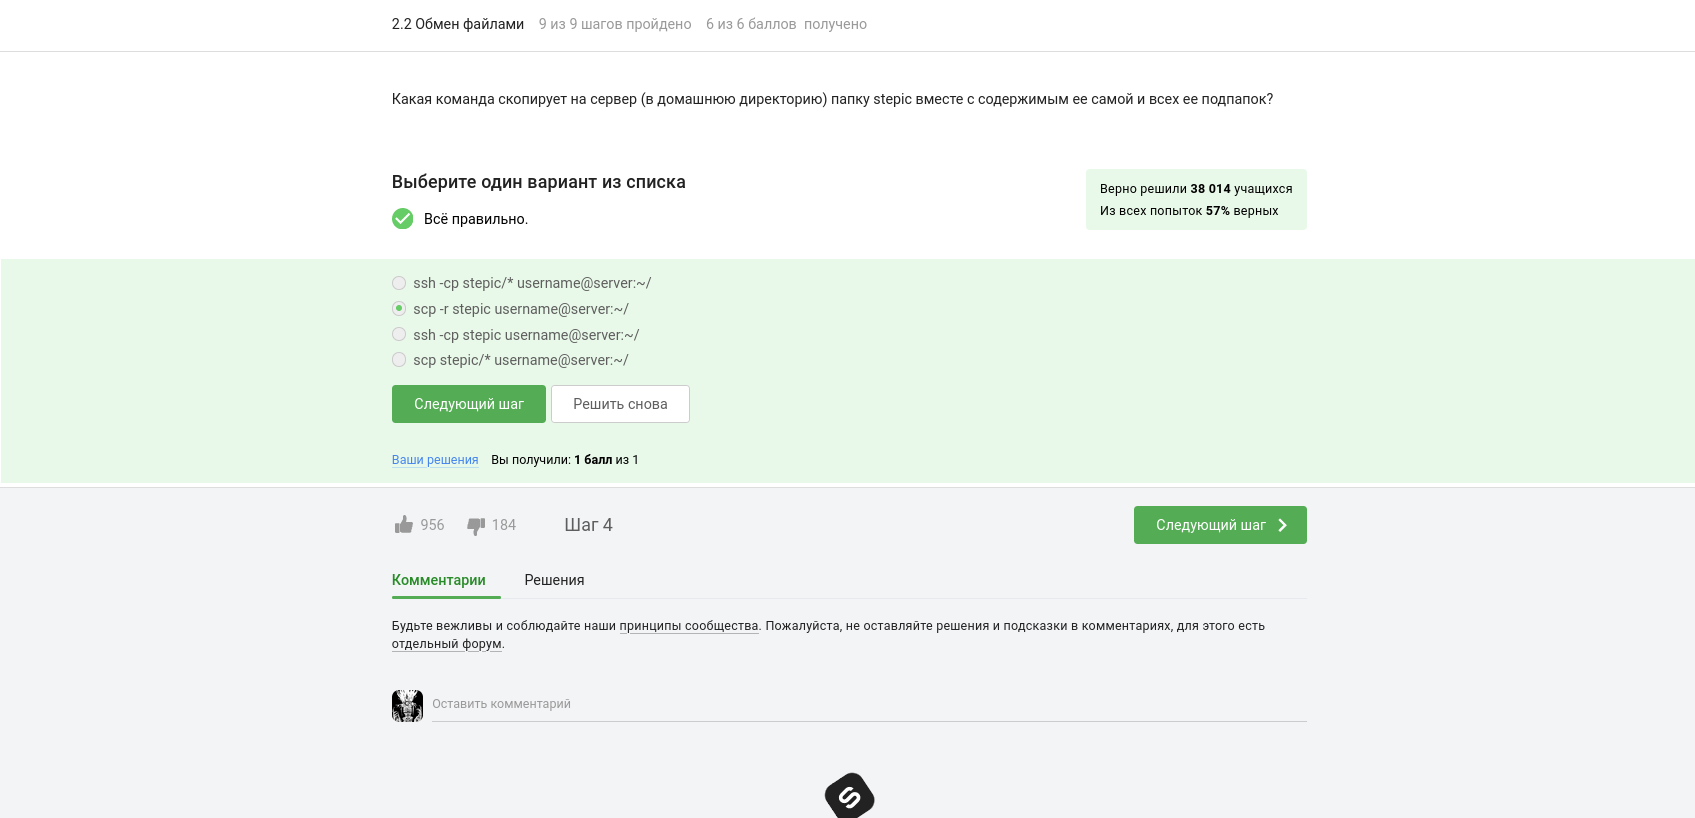 2.2 Обмен файлами 9 из 9 шагов пройдено 6 из 6 баллов получено
Какая команда скопирует на сервер (в домашнюю директорию) папку stepic вместе с содержимым ее самой и всех ее подпапок?
Выберите один вариант из списка
Всё правильно.
Верно решили 38 014 учащихся
Из всех попыток 57% верных
ssh -cp stepic/* username@server:~/
scp -r stepic username@server:~/
ssh -cp stepic username@server:~/
scp stepic/* username@server:~/
Следующий шаг Решить снова
Ваши решения Вы получили: 1 балл из 1
956 184 Шаг 4 Следующий шаг
Комментарии Решения
Будьте вежливы и соблюдайте наши принципы сообщества. Пожалуйста, не оставляйте решения и подсказки в комментариях, для этого есть
отдельный форум.
Оставить комментарий